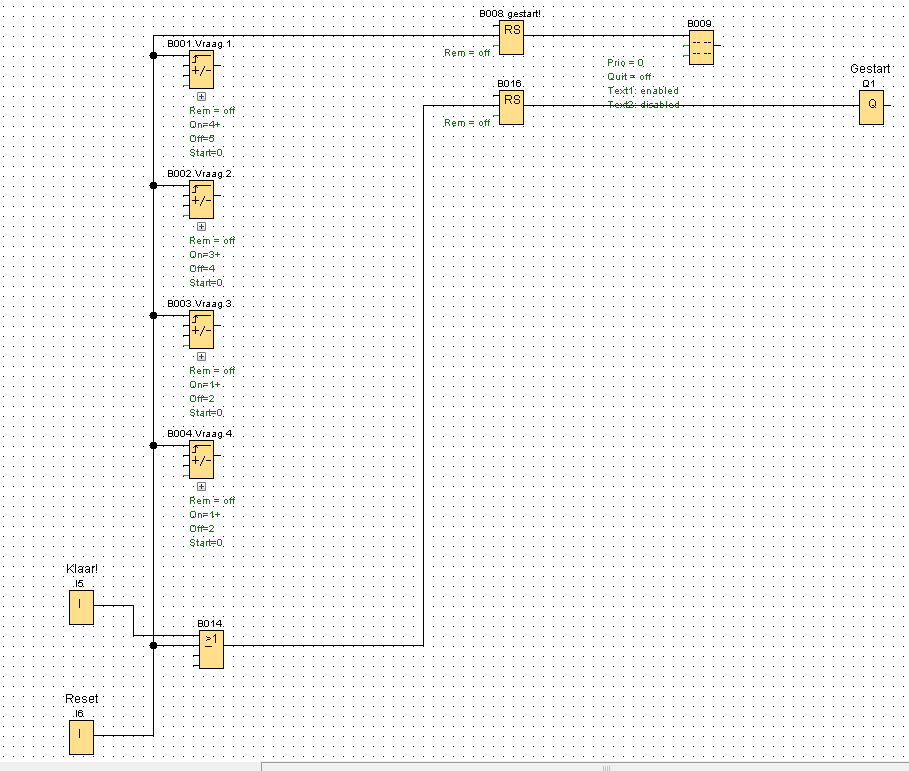 B008.gestart!
RS
Rem = off
B009
Prio = 0
Quit = off
Text1: enabled
Text2: disabled
B001.Vraag.1.
+/-
Rem = off
On=4+
Off=5
Start=0
B016
RS
Rem = off
Gestart
Q1
Q
B002.Vraag.2.
+/-
Rem = off
On=3+
Off=4
Start=0
B003.Vraag.3.
+/-
Rem = off
On=1+
Off=2
Start=0
B004.Vraag.4.
+/-
Rem = off
On=1+
Off=2
Start=0
Klaar!
I5
I
B014
≥1
Reset
I6
I